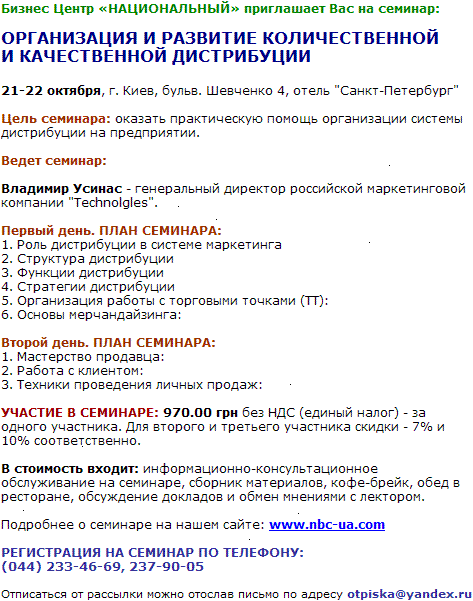 Бизнес Центр «НАЦИОНАЛЬНЫЙ» приглашает Вас на семинар:
ОРГАНИЗАЦИЯ И РАЗВИТИЕ КОЛИЧЕСТВЕННОЙ
И КАЧЕСТВЕННОЙ ДИСТРИБУЦИИ
21-22 октября, г. Киев, бульв. Шевченко 4, отель "Санкт-Петербург"
Цель семинара: оказать практическую помощь организации системы
дистрибуции на предприятии.
Ведет семинар:
Владимир Усинас - генеральный директор российской маркетинговой
компании "Technolgles".
Первый день. ПЛАН СЕМИНАРА:
1. Роль дистрибуции в системе маркетинга
2. Структура дистрибуции
3. Функции дистрибуции
4. Стратегии дистрибуции
5. Организация работы с торговыми точками (ТТ):
6. Основы мерчандайзинга:
Второй день. ПЛАН СЕМИНАРА:
1. Мастерство продавца:
2. Работа с клиентом:
3. Техники проведения личных продаж:
УЧАСТИЕ В СЕМИНАРЕ: 970.00 грн без НДС (единый налог) - за
одного участника. Для второго и третьего участника скидки - 7% и
10% соответственно.
В стоимость входит: информационно-консультационное
обслуживание на семинаре, сборник материалов, кофе-брейк, обед в
ресторане, обсуждение докладов и обмен мнениями с лектором.
Подробнее о семинаре на нашем сайте: www.nbc-ua.com
РЕГИСТРАЦИЯ НА СЕМИНАР ПО ТЕЛЕФОНУ:
(044) 233-46-69, 237-90-05
Отписаться от рассылки можно отослав письмо по адресу otpiska@yandex.ru